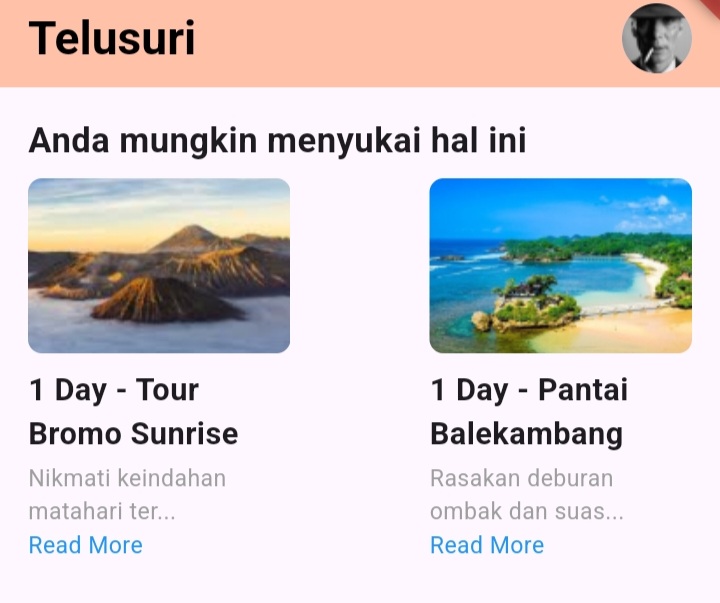 Telusuri
Anda mungkin menyukai hal ini
1 Day - Tour
Bromo Sunrise
Nikmati keindahan
matahari ter...
Read More
1 Day - Pantai
Balekambang
Rasakan deburan
ombak dan suas...
Read More